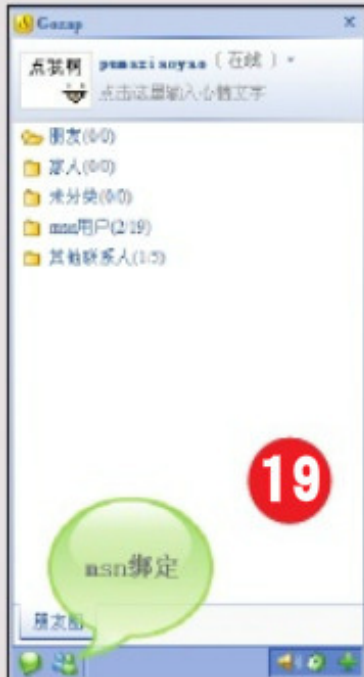 Gozap
点我啊
pumaxiaoyao（在线）
点击这里输入心情文字
朋友(0/0)
家人(0/0)
未分类(0/0)
msn用户(2/19)
其他联系人(1/5)
19
msn绑定
朋友圈